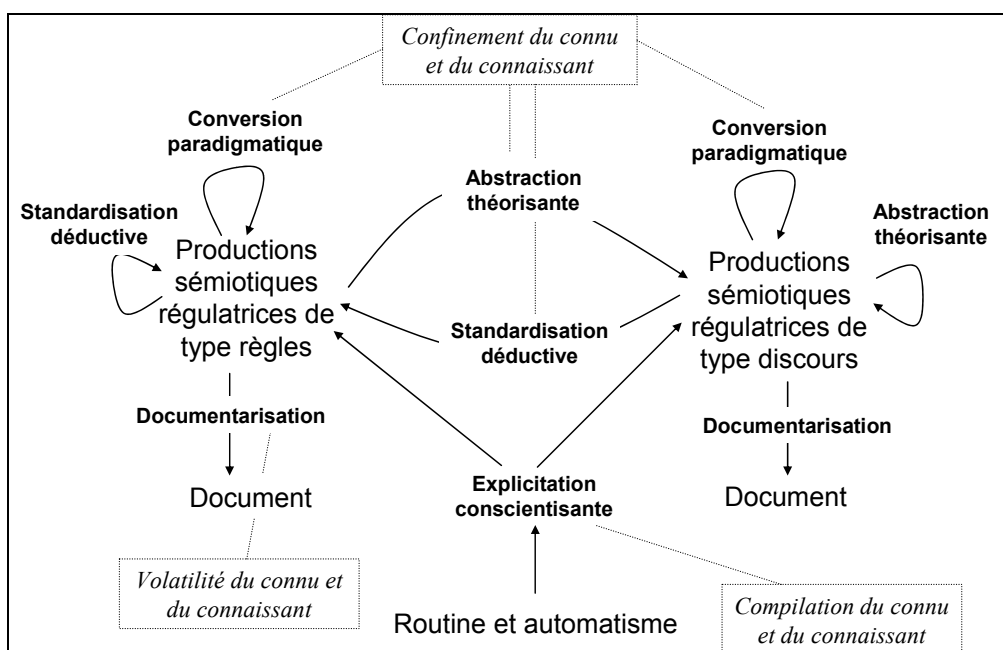 Confinement du connu
et du connaissant
Conversion
paradigmatique
Conversion
paradigmatique
Abstraction
théorisante
Standardisation
déductive
Abstraction
théorisante
Productions
sémiotiques
régulatrices de
type règles
Productions
sémiotiques
régulatrices de
type discours
Standardisation
déductive
Documentarisation
Documentarisation
Explicitation
conscientisante
Document
Document
Volatilité du connu et
du connaissant
Routine et automatisme
Compilation du connu
et du connaissant